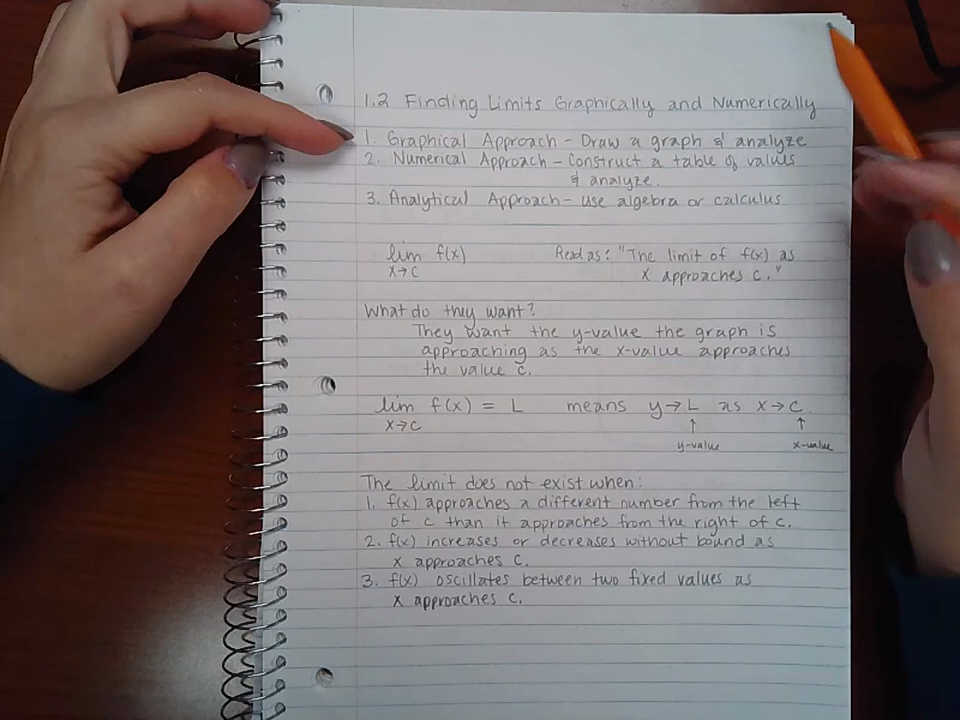 1.2 Finding Limits Graphically and Numerically
1. Graphical Approach - Draw a graph & analyze
2. Numerical Approach - Construct a table of values
& analyze.
3. Analytical Approach - use algebra or calculus
lim f(x) Read as: "The limit of f(x) as
x→c x approaches c."
What do they want?
They want the y-value the graph is
approaching as the x-value approaches
the value c.
lim f(x) = L means y→L as x→c.
x→c ↑ ↑
y-value x-value
The limit does not exist when:
1. f(x) approaches a different number from the left
of c than it approaches from the right of c.
2. f(x) increases or decreases without bound as
x approaches c.
3. f(x) oscillates between two fixed values as
x approaches c.